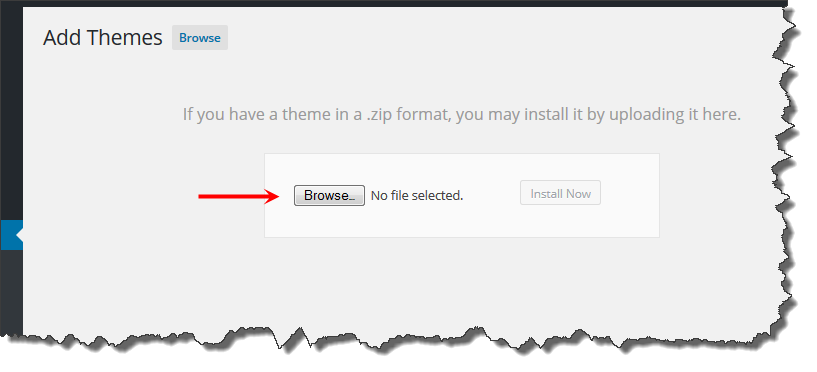 Add Themes Browse
If you have a theme in a .zip format, you may install it by uploading it here.
Browse.. No file selected. Install Now